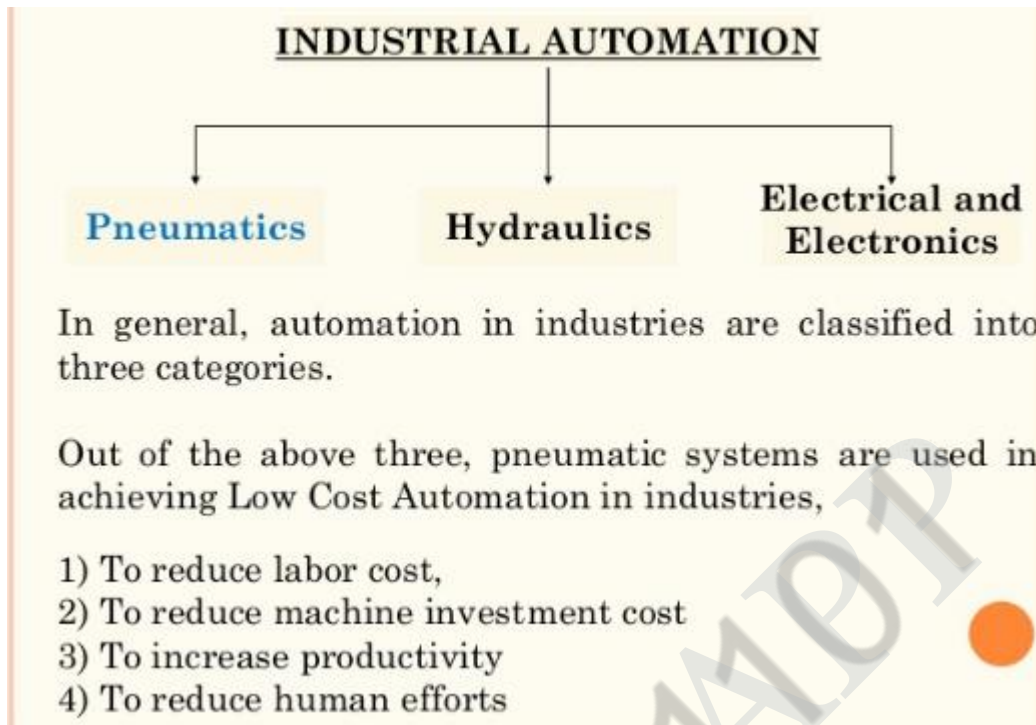 INDUSTRIAL AUTOMATION
Pneumatics
Hydraulics
Electrical and
Electronics
In general, automation in industries are classified into
three categories.
Out of the above three, pneumatic systems are used in
achieving Low Cost Automation in industries,
1) To reduce labor cost,
2) To reduce machine investment cost
3) To increase productivity
4) To reduce human efforts